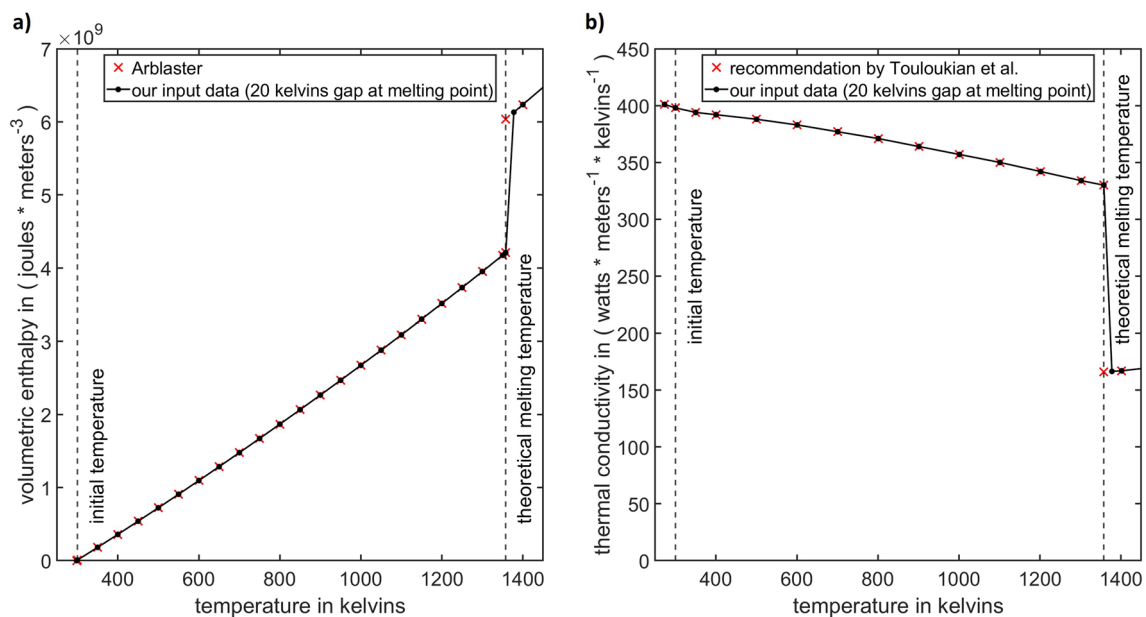 a)
×10⁹
7
6
5
4
3
2
1
0
volumetric enthalpy in ( joules * meters⁻³ )
Arblaster
our input data (20 kelvins gap at melting point)
initial temperature
theoretical melting temperature
400 600 800 1000 1200 1400
temperature in kelvins
b)
450
400
350
300
250
200
150
100
50
0
thermal conductivity in ( watts * meters⁻¹ * kelvins⁻¹ )
recommendation by Touloukian et al.
our input data (20 kelvins gap at melting point)
initial temperature
theoretical melting temperature
400 600 800 1000 1200 1400
temperature in kelvins